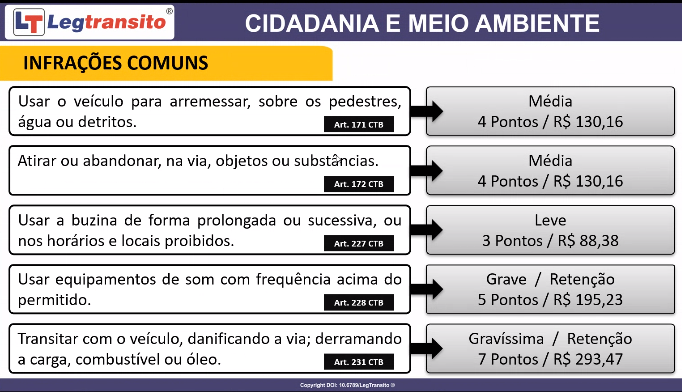 LT Legtransito®
CIDADANIA E MEIO AMBIENTE
INFRAÇÕES COMUNS
Usar o veículo para arremessar, sobre os pedestres,
água ou detritos.
Art. 171 CTB
Média
4 Pontos / R$ 130,16
Atirar ou abandonar, na via, objetos ou substâncias.
Art. 172 CTB
Média
4 Pontos / R$ 130,16
Usar a buzina de forma prolongada ou sucessiva, ou
nos horários e locais proibidos.
Art. 227 CTB
Leve
3 Pontos / R$ 88,38
Usar equipamentos de som com frequência acima do
permitido.
Art. 228 CTB
Grave / Retenção
5 Pontos / R$ 195,23
Transitar com o veículo, danificando a via; derramando
a carga, combustível ou óleo.
Art. 231 CTB
Gravíssima / Retenção
7 Pontos / R$ 293,47
Copyright DOI: 10.6789/LegTransito ®